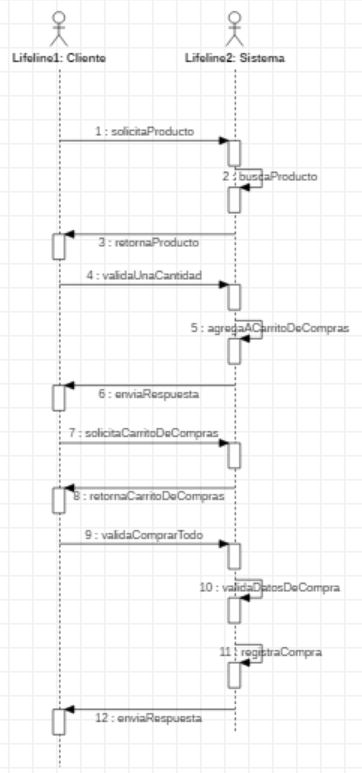 Lifeline1: Cliente
Lifeline2: Sistema
1 : solicitaProducto
2 : buscaProducto
3 : retornaProducto
4 : validaUnaCantidad
5 : agregaACarritoDeCompras
6 : enviaRespuesta
7 : solicitaCarritoDeCompras
8 : retornaCarritoDeCompras
9 : validaComprarTodo
10 : validaDatosDeCompra
11 : registraCompra
12 : enviaRespuesta